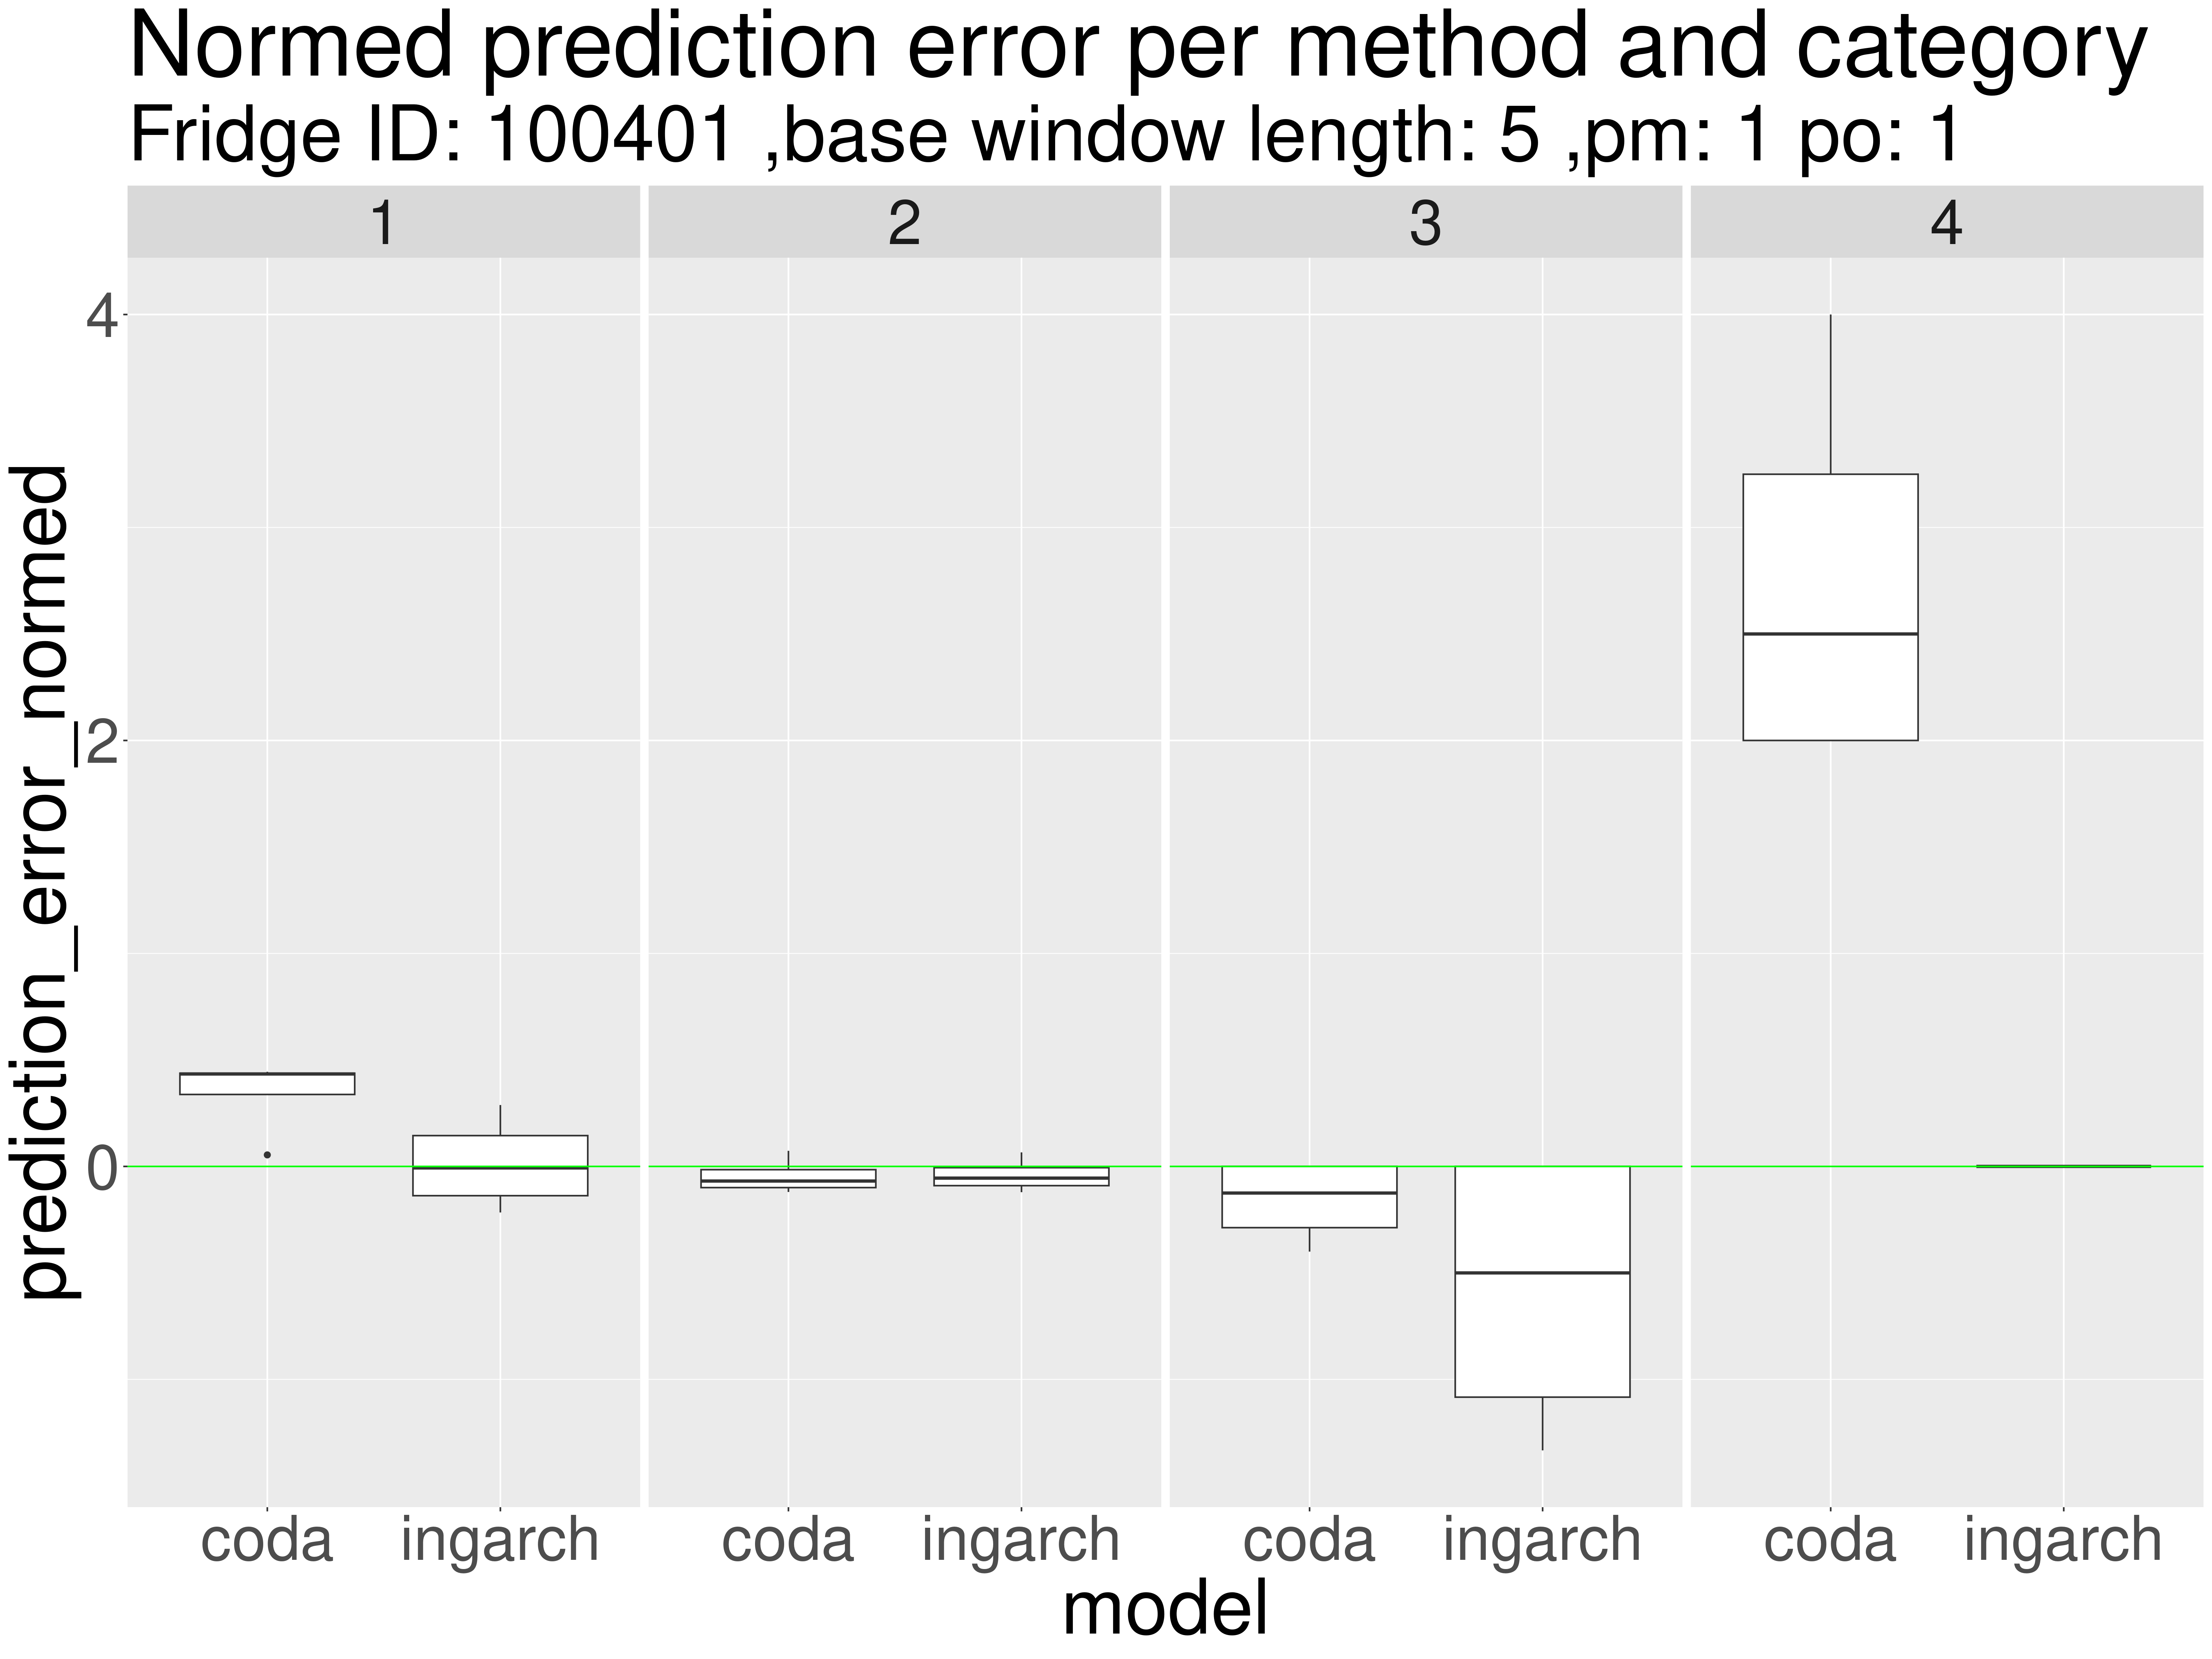 Normed prediction error per method and category
Fridge ID: 100401 ,base window length: 5 ,pm: 1 po: 1
1 2 3 4
prediction_error_normed
4
2
0
coda ingarch coda ingarch coda ingarch coda ingarch
model